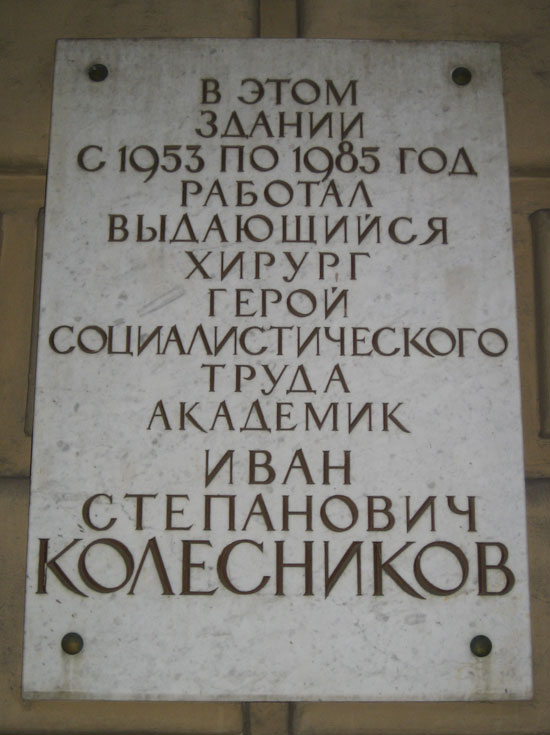 В ЭТОМ
ЗДАНИИ
С 1953 ПО 1985 ГОД
РАБОТАЛ
ВЫДАЮЩИЙСЯ
ХИРУРГ
ГЕРОЙ
СОЦИАЛИСТИЧЕСКОГО
ТРУДА
АКАДЕМИК
ИВАН
СТЕПАНОВИЧ
КОЛЕСНИКОВ